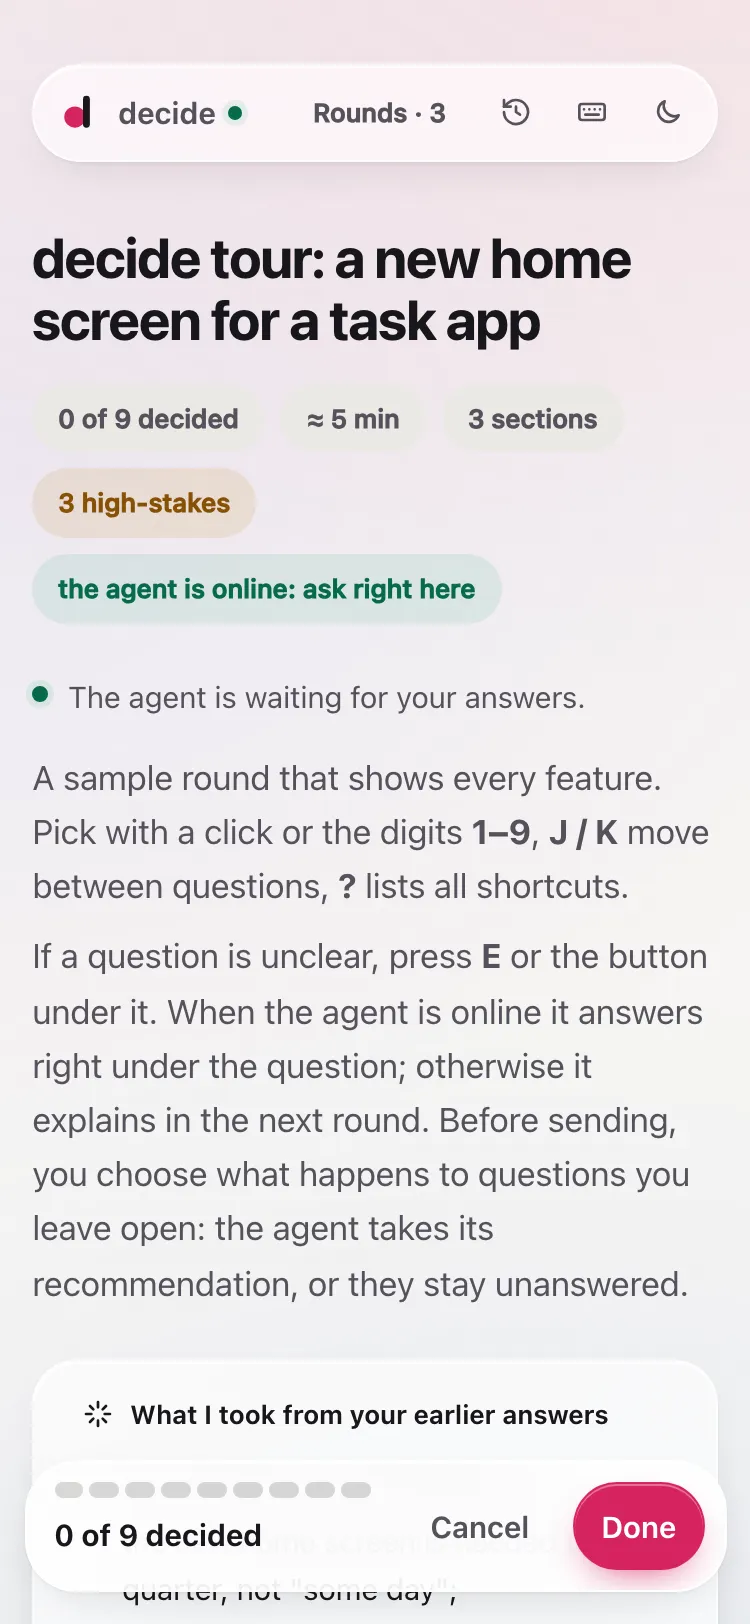 decide
Rounds · 3
decide tour: a new home
screen for a task app
0 of 9 decided
≈ 5 min
3 sections
3 high-stakes
the agent is online: ask right here
The agent is waiting for your answers.
A sample round that shows every feature.
Pick with a click or the digits 1–9, J / K move
between questions, ? lists all shortcuts.
If a question is unclear, press E or the button
under it. When the agent is online it answers
right under the question; otherwise it
explains in the next round. Before sending,
you choose what happens to questions you
leave open: the agent takes its
recommendation, or they stay unanswered.
What I took from your earlier answers
0 of 9 decided
Cancel
Done
quarter, not "some day";